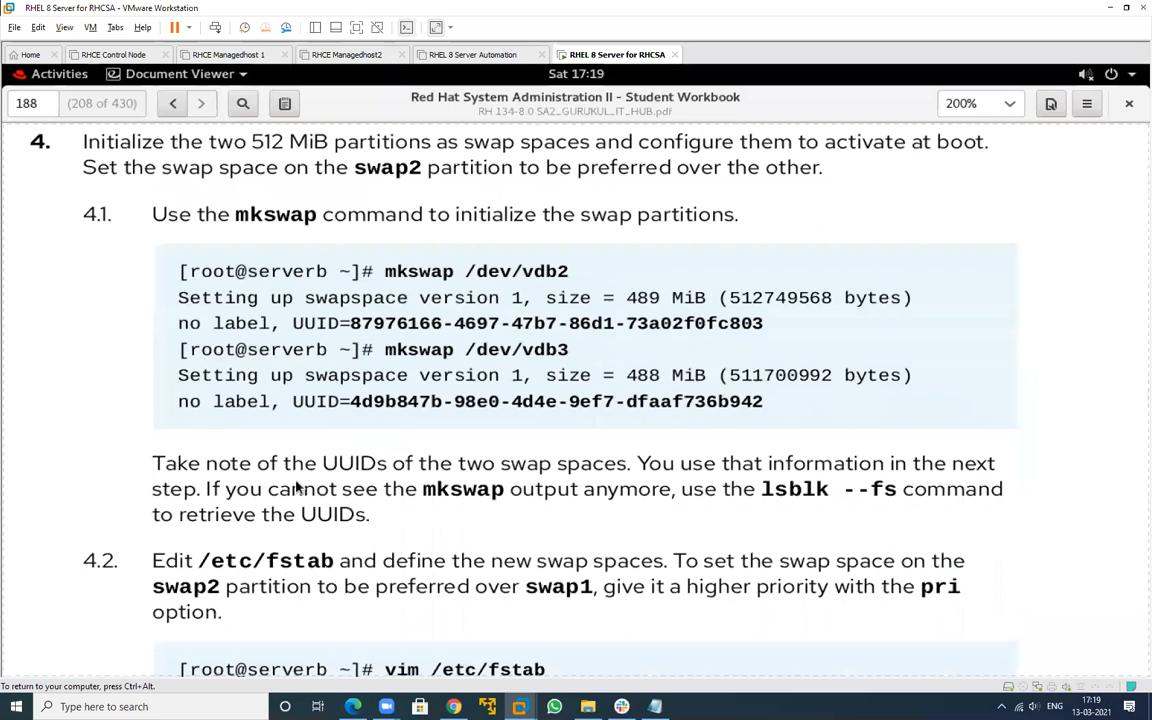 RHEL 8 Server for RHCSA - VMware Workstation
File Edit View VM Tabs Help
Home RHCE Control Node RHCE Managedhost 1 RHCE Managedhost2 RHEL 8 Server Automation RHEL 8 Server for RHCSA
Activities Document Viewer Sat 17:19
188 (208 of 430) Red Hat System Administration II - Student Workbook 200%
RH 134-8.0 SA2_GURUKUL_IT_HUB.pdf
4. Initialize the two 512 MiB partitions as swap spaces and configure them to activate at boot.
Set the swap space on the swap2 partition to be preferred over the other.
4.1. Use the mkswap command to initialize the swap partitions.
[root@serverb ~]# mkswap /dev/vdb2
Setting up swapspace version 1, size = 489 MiB (512749568 bytes)
no label, UUID=87976166-4697-47b7-86d1-73a02f0fc803
[root@serverb ~]# mkswap /dev/vdb3
Setting up swapspace version 1, size = 488 MiB (511700992 bytes)
no label, UUID=4d9b847b-98e0-4d4e-9ef7-dfaaf736b942
Take note of the UUIDs of the two swap spaces. You use that information in the next
step. If you cannot see the mkswap output anymore, use the lsblk --fs command
to retrieve the UUIDs.
4.2. Edit /etc/fstab and define the new swap spaces. To set the swap space on the
swap2 partition to be preferred over swap1, give it a higher priority with the pri
option.
[root@serverb ~]# vim /etc/fstab
To return to your computer, press Ctrl+Alt.
Type here to search ENG 17:19
13-03-2021